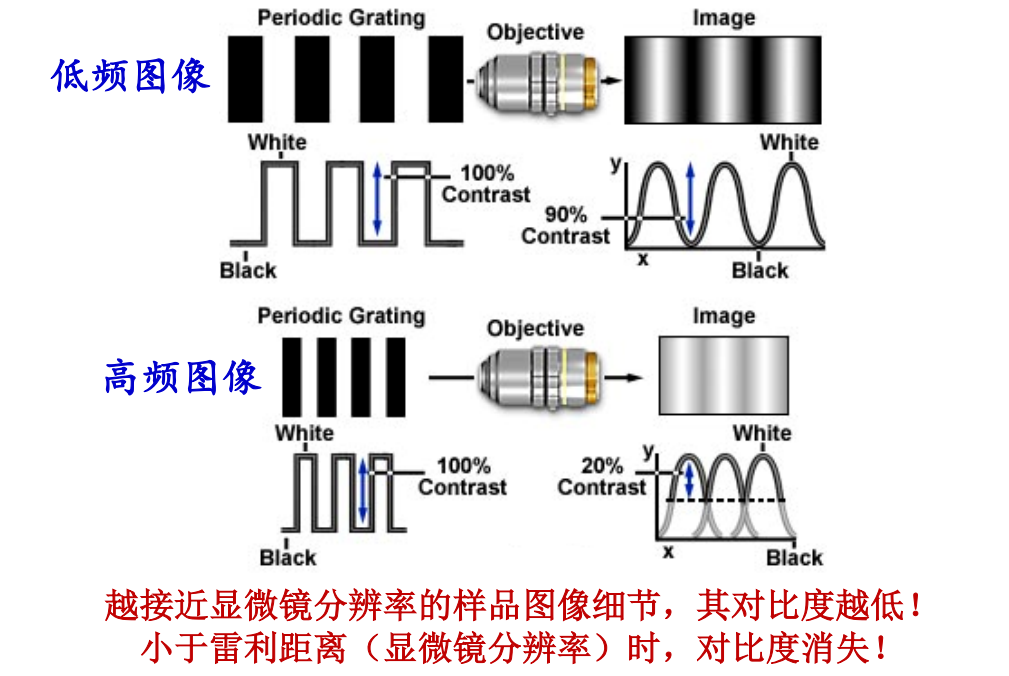 Periodic Grating
Objective
Image
低频图像
White
White
100%
Contrast
y
90%
Contrast
x
Black
Black
Periodic Grating
Objective
Image
高频图像
White
White
100%
Contrast
y
20%
Contrast
x
Black
Black
越接近显微镜分辨率的样品图像细节，其对比度越低！
小于雷利距离（显微镜分辨率）时，对比度消失！